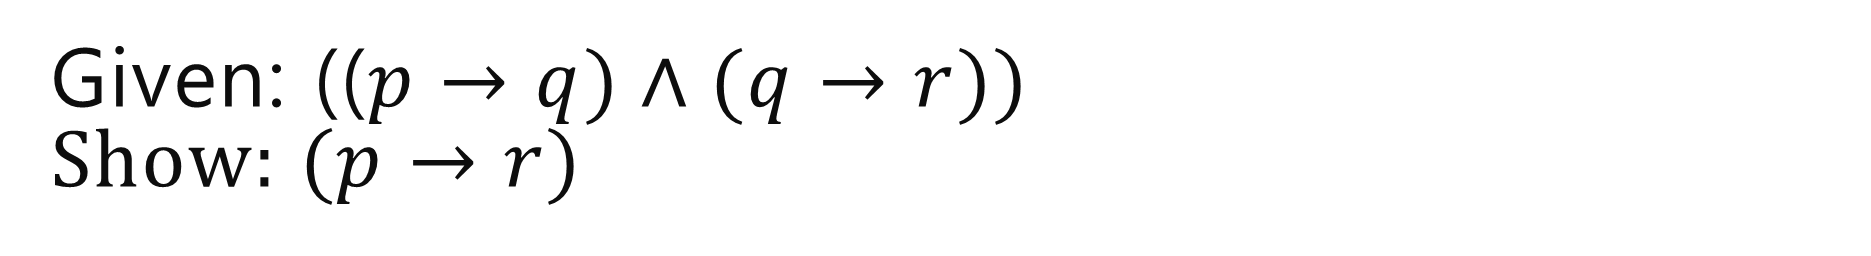 Given: ((𝑝 → 𝑞) ∧ (𝑞 → 𝑟))
Show: (𝑝 → 𝑟)